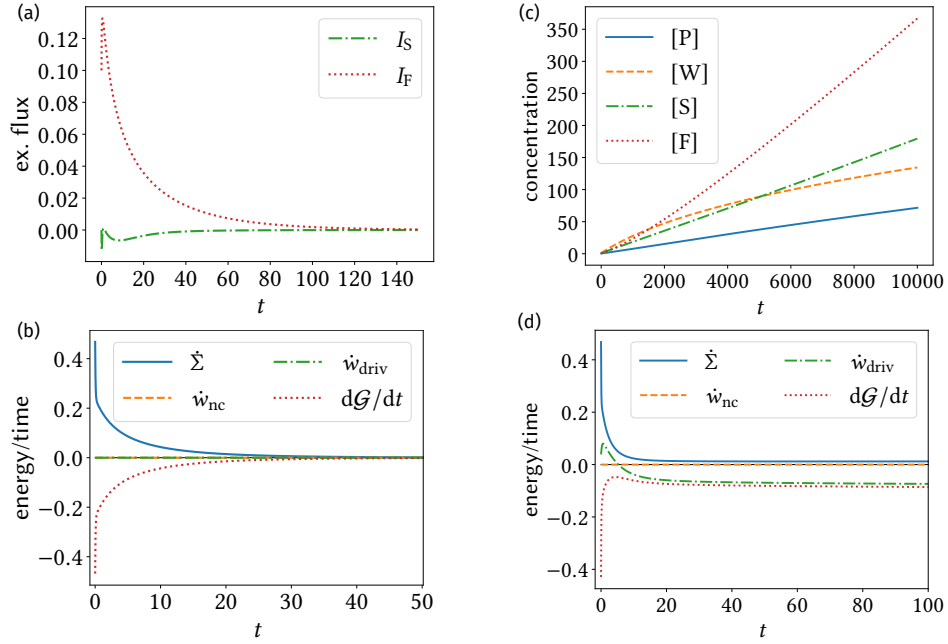 (a)
ex. flux
0.12
0.10
0.08
0.06
0.04
0.02
0.00
I_S
I_F
0 20 40 60 80 100 120 140
t
(c)
concentration
350
300
250
200
150
100
50
0
[P]
[W]
[S]
[F]
0 2000 4000 6000 8000 10000
t
(b)
energy/time
0.4
0.2
0.0
−0.2
−0.4
Σ̇ ẇ_driv
ẇ_nc d𝒢/dt
0 10 20 30 40 50
t
(d)
energy/time
0.4
0.2
0.0
−0.2
−0.4
Σ̇ ẇ_driv
ẇ_nc d𝒢/dt
0 20 40 60 80 100
t